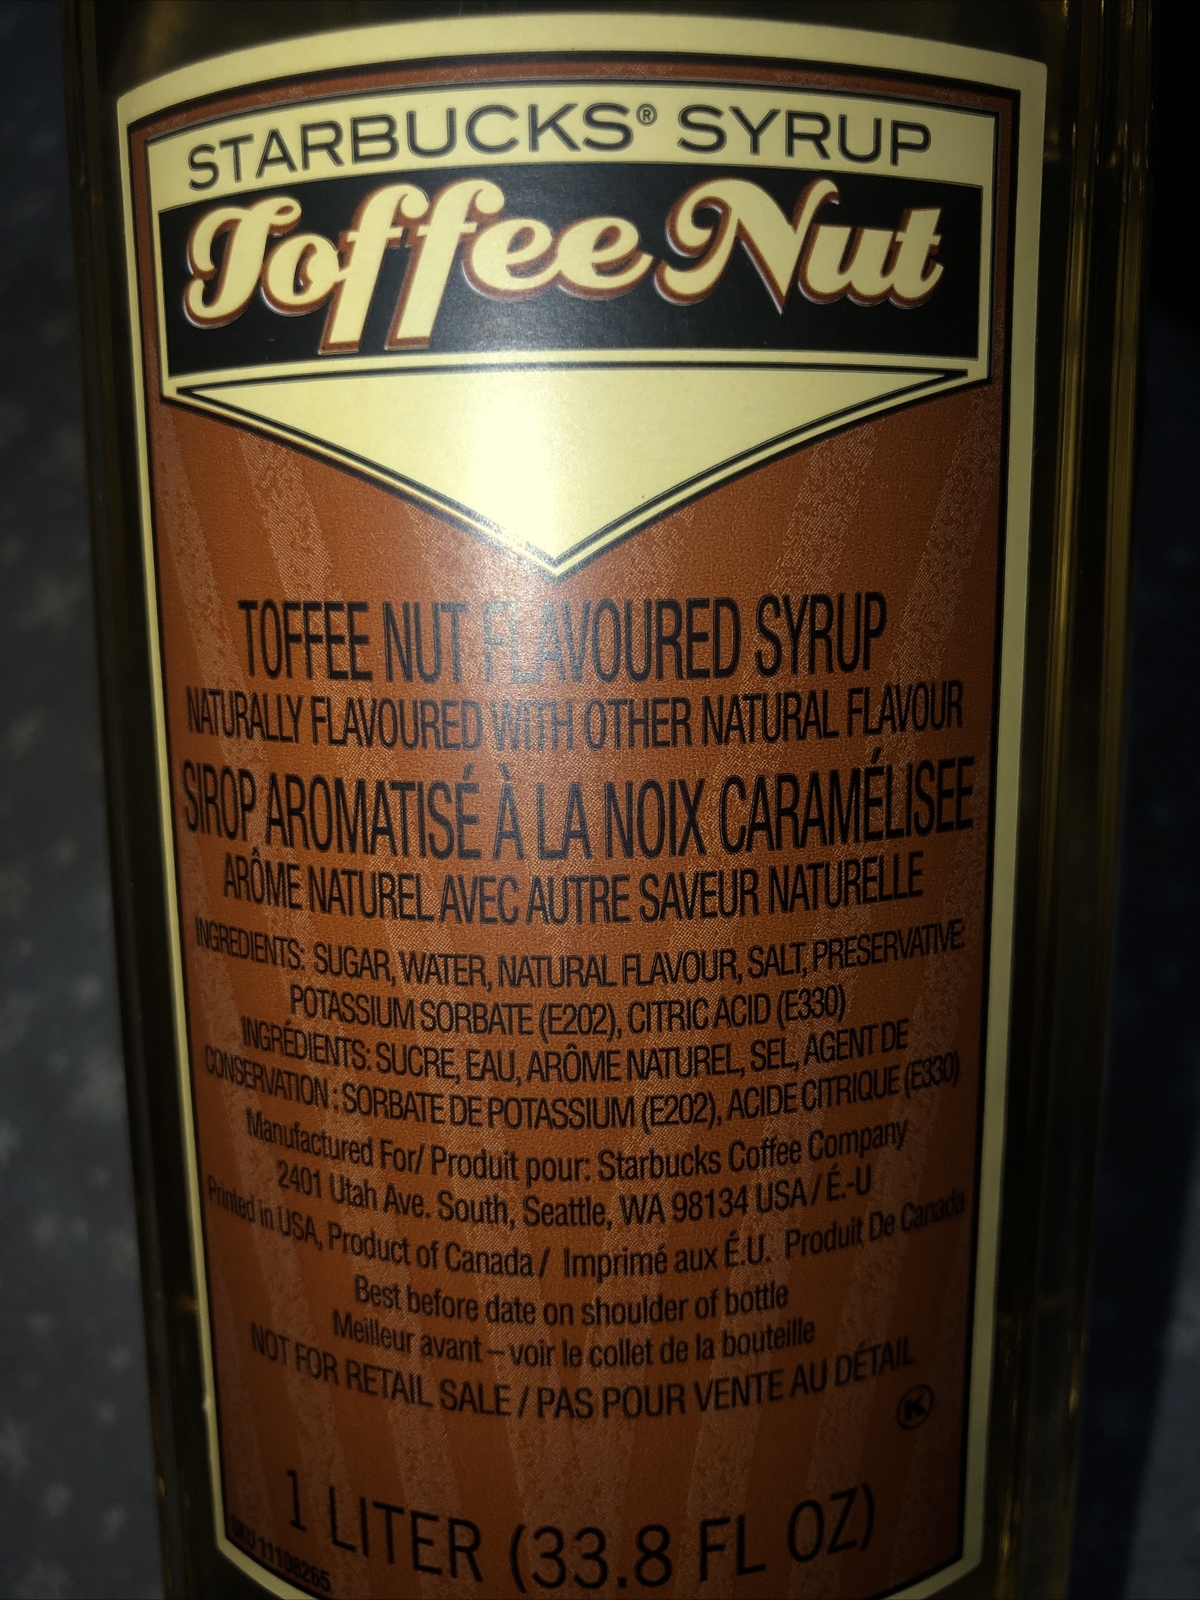 STARBUCKS® SYRUP
Toffee Nut
TOFFEE NUT FLAVOURED SYRUP
NATURALLY FLAVOURED WITH OTHER NATURAL FLAVOUR
SIROP AROMATISÉ À LA NOIX CARAMÉLISEE
ARÔME NATUREL AVEC AUTRE SAVEUR NATURELLE
INGREDIENTS: SUGAR, WATER, NATURAL FLAVOUR, SALT, PRESERVATIVE:
POTASSIUM SORBATE (E202), CITRIC ACID (E330)
INGRÉDIENTS: SUCRE, EAU, ARÔME NATUREL, SEL, AGENT DE
CONSERVATION : SORBATE DE POTASSIUM (E202), ACIDE CITRIQUE (E330)
Manufactured For/ Produit pour: Starbucks Coffee Company
2401 Utah Ave. South, Seattle, WA 98134 USA / É.-U
Printed in USA, Product of Canada / Imprimé aux É.U. Produit De Canada
Best before date on shoulder of bottle
Meilleur avant – voir le collet de la bouteille
NOT FOR RETAIL SALE / PAS POUR VENTE AU DÉTAIL
K
1 LITER (33.8 FL OZ)
SKU 11108265